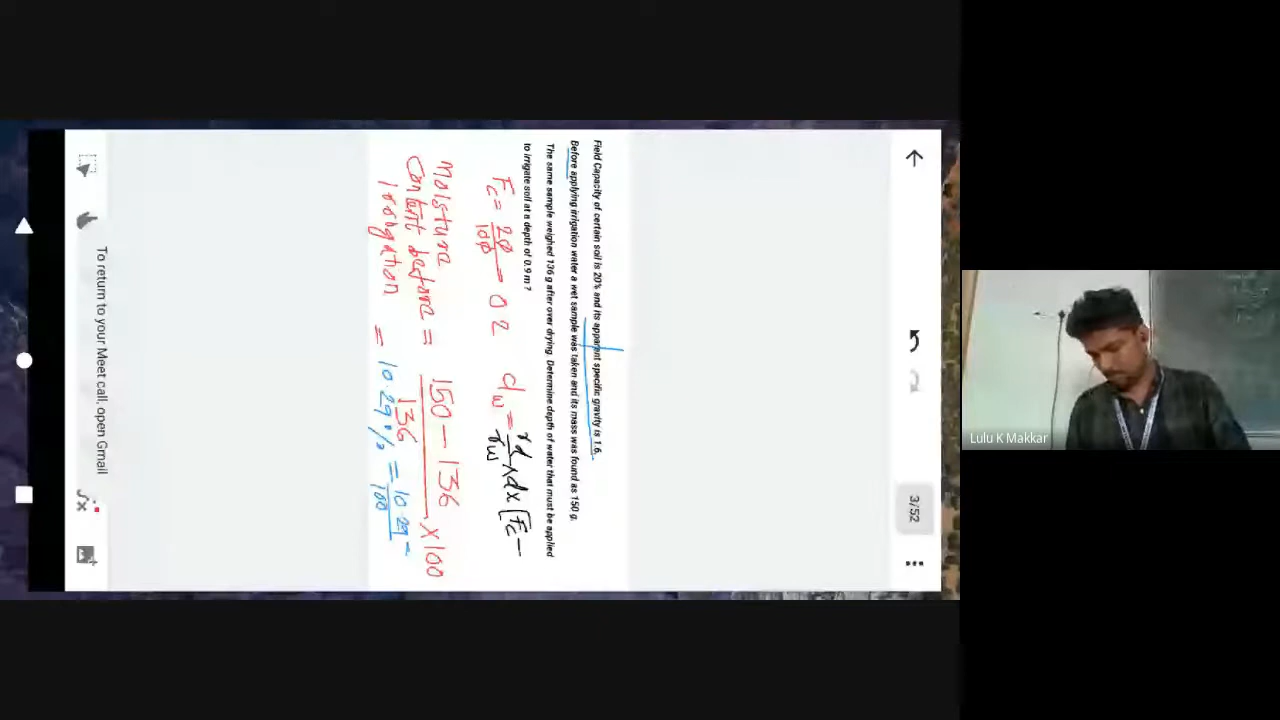 Field Capacity of certain soil is 20% and its apparent specific gravity is 1.6.
Before applying irrigation water a wet sample was taken and its mass was found as 150 g.
The same sample weighed 136 g after over drying. Determine depth of water that must be applied
to irrigate soil at a depth of 0.9 m ?
Fc = 20/100 = 0.2 dw = γd/γw × d × [Fc –
Moisture
content before = 150 – 136 / 136 × 100
irrigation
= 10.29% = 10.29/100 =
To return to your Meet call, open Gmail
3/52
Lulu K Makkar